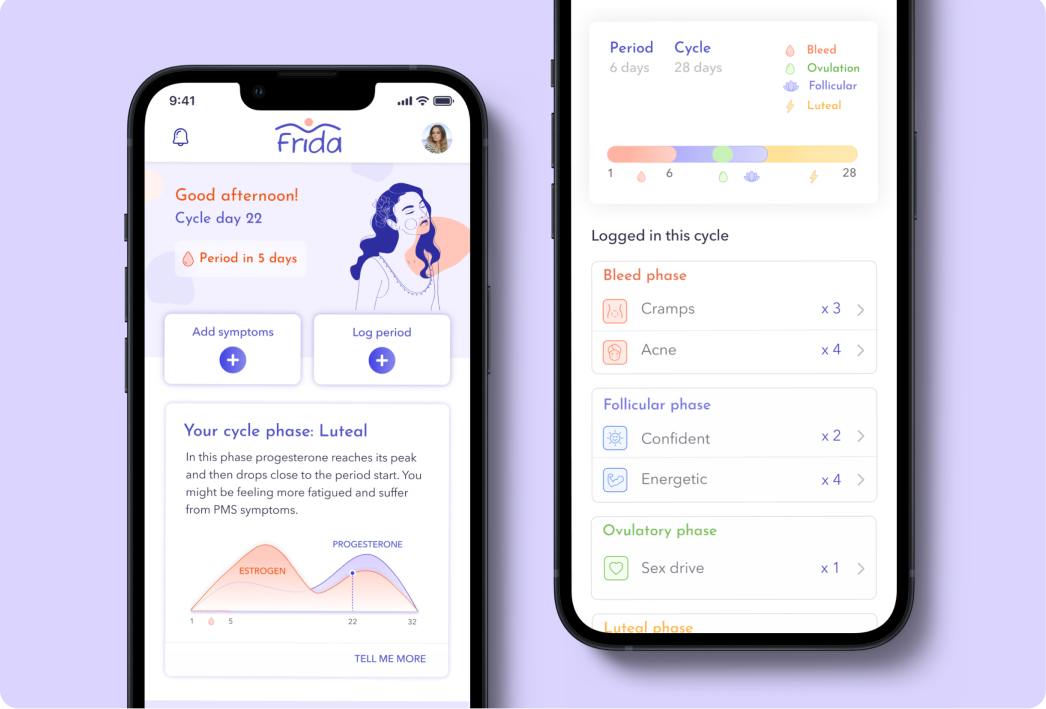 9:41
Frida
Good afternoon!
Cycle day 22
Period in 5 days
Add symptoms
Log period
Your cycle phase: Luteal
In this phase progesterone reaches its peak
and then drops close to the period start. You
might be feeling more fatigued and suffer
from PMS symptoms.
PROGESTERONE
ESTROGEN
1 5 22 32
TELL ME MORE
Period Cycle
6 days 28 days
Bleed
Ovulation
Follicular
Luteal
1 6 28
Logged in this cycle
Bleed phase
Cramps x 3
Acne x 4
Follicular phase
Confident x 2
Energetic x 4
Ovulatory phase
Sex drive x 1
Luteal phase